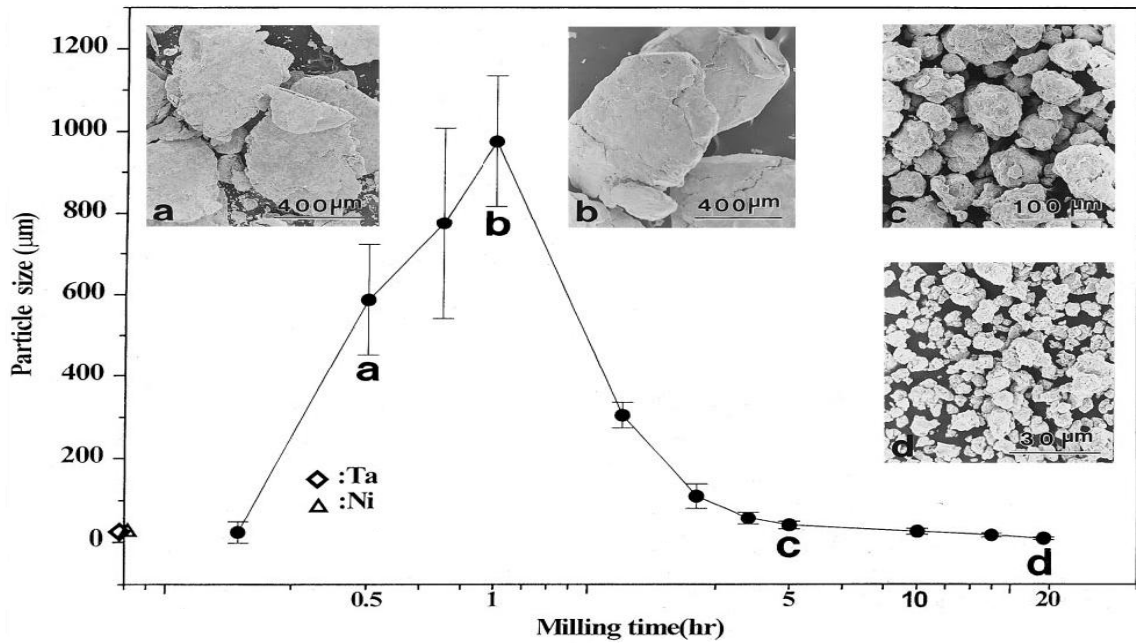 1200
1000
800
600
400
200
0
Particle size (μm)
a
400μm
b
400μm
c
100 μm
d
30 μm
a
b
c
d
◇ :Ta
△ :Ni
0.5 1 5 10 20
Milling time(hr)